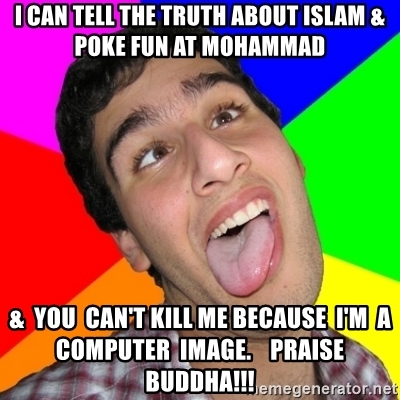 I CAN TELL THE TRUTH ABOUT ISLAM &
POKE FUN AT MOHAMMAD
& YOU CAN'T KILL ME BECAUSE I'M A
COMPUTER IMAGE. PRAISE
BUDDHA!!!
memegenerator.net